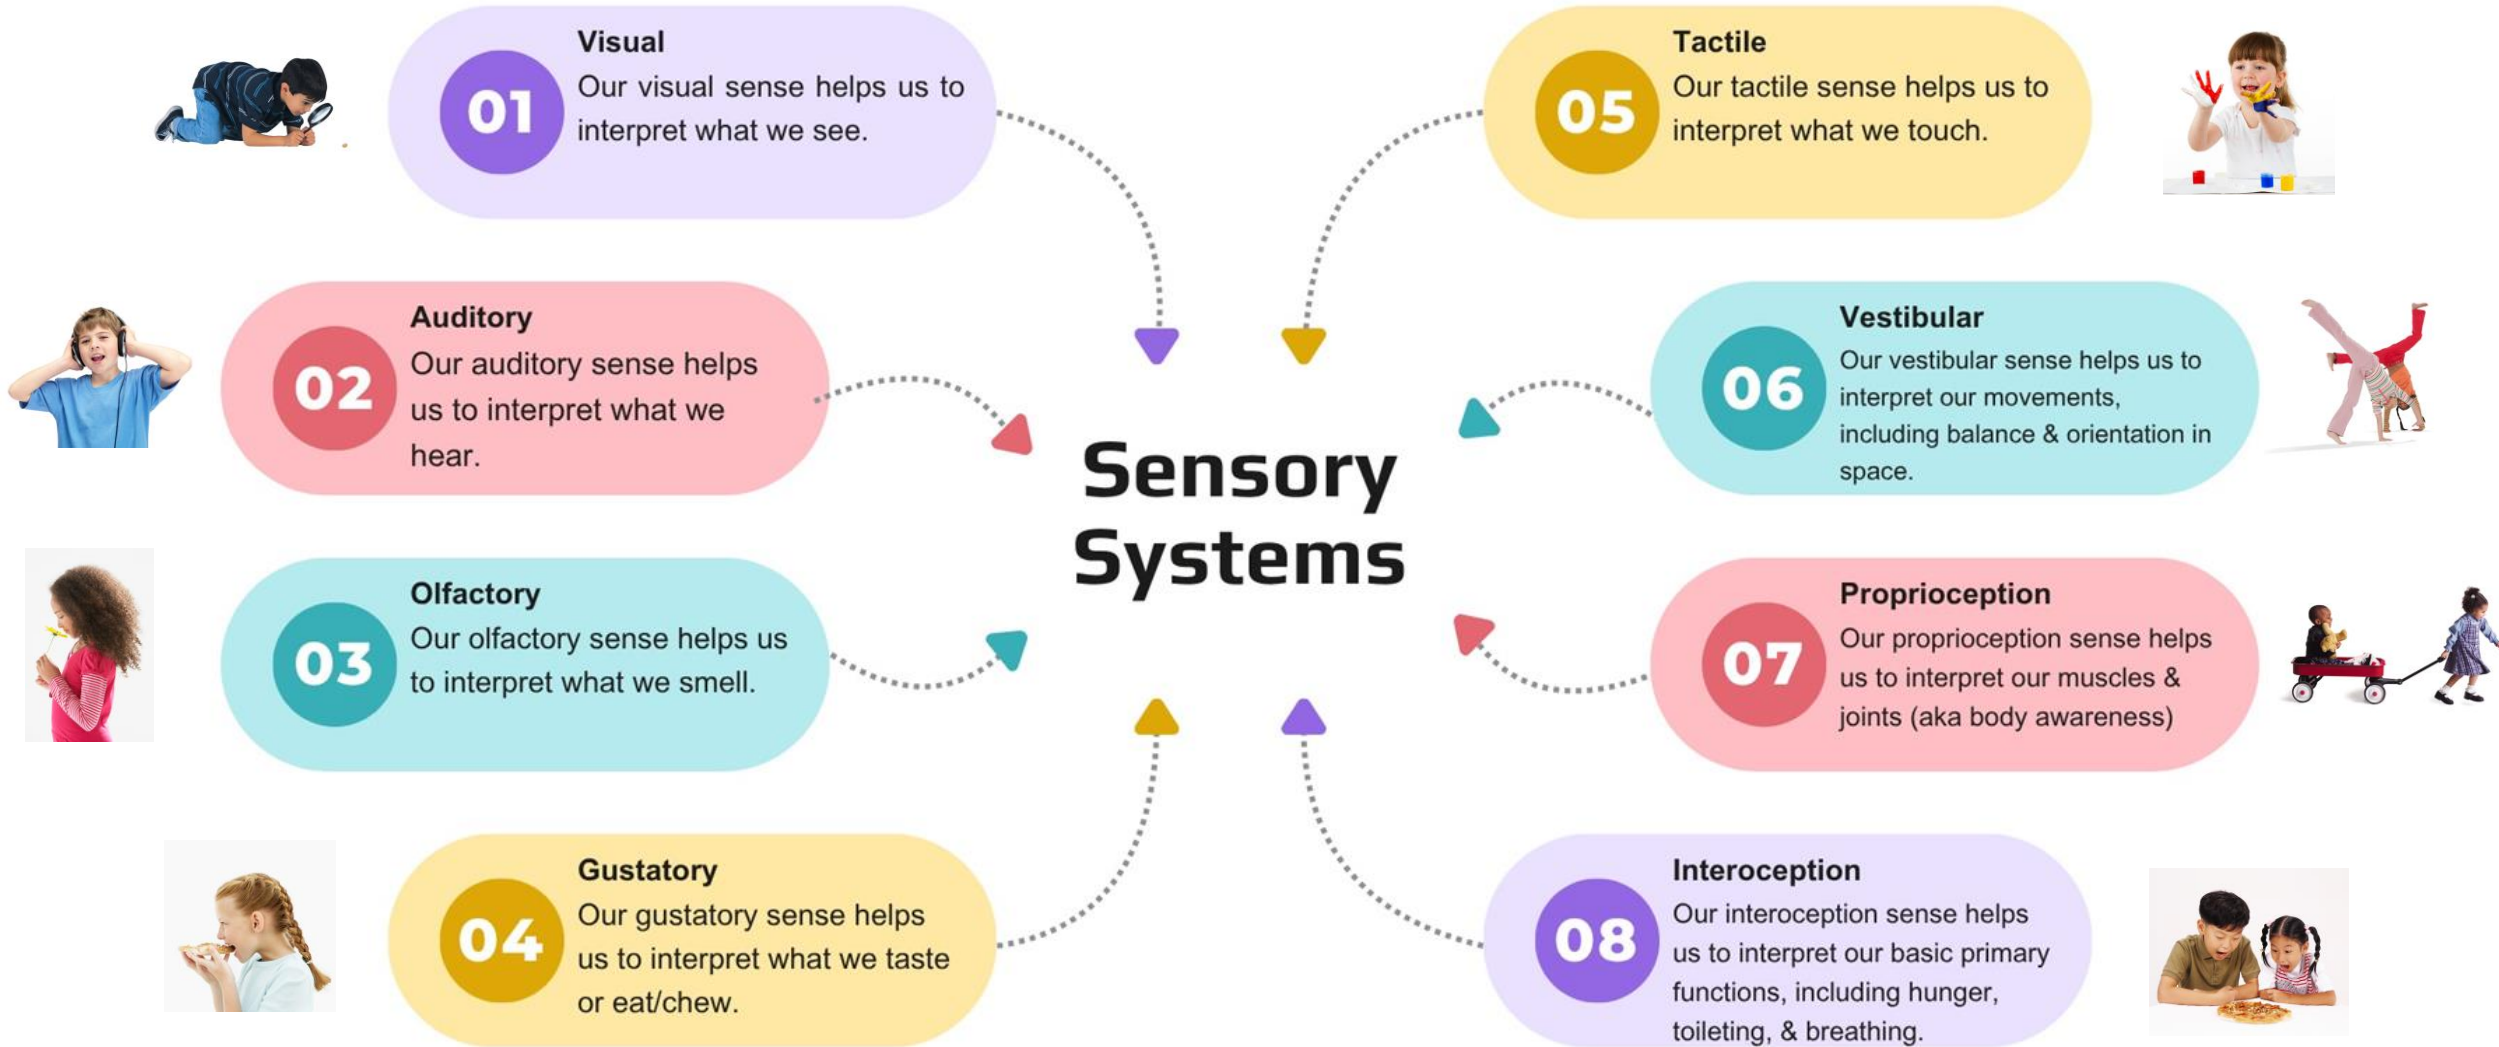 01
Visual
Our visual sense helps us to
interpret what we see.
02
Auditory
Our auditory sense helps
us to interpret what we
hear.
03
Olfactory
Our olfactory sense helps us
to interpret what we smell.
04
Gustatory
Our gustatory sense helps
us to interpret what we taste
or eat/chew.
Sensory
Systems
05
Tactile
Our tactile sense helps us to
interpret what we touch.
06
Vestibular
Our vestibular sense helps us to
interpret our movements,
including balance & orientation in
space.
07
Proprioception
Our proprioception sense helps
us to interpret our muscles &
joints (aka body awareness)
08
Interoception
Our interoception sense helps
us to interpret our basic primary
functions, including hunger,
toileting, & breathing.